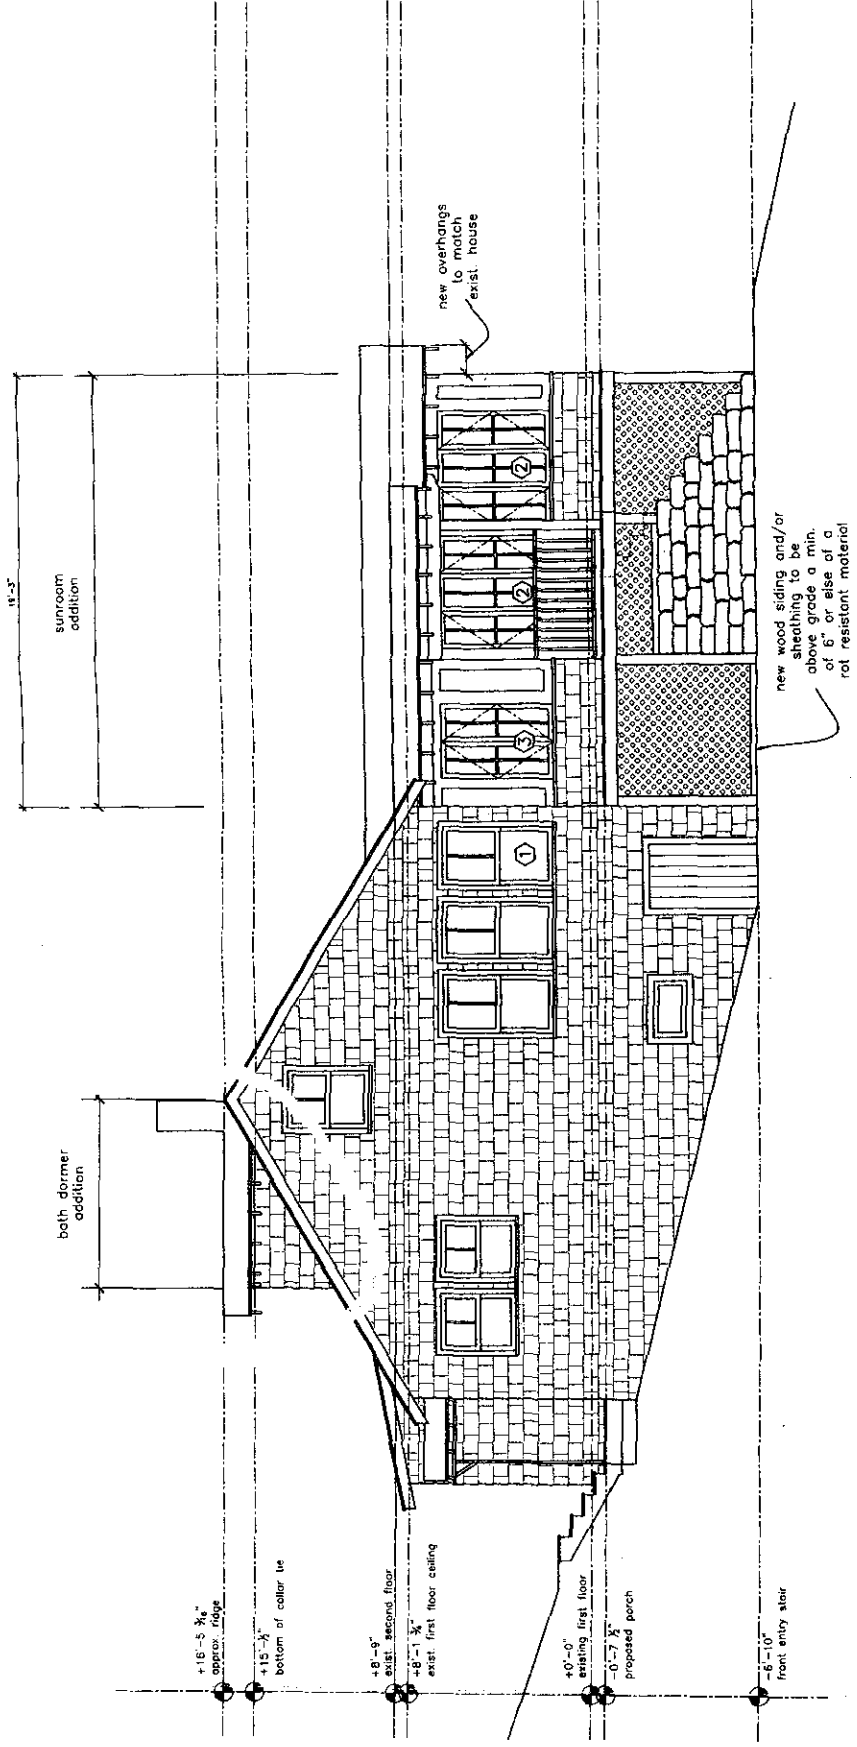 19'-3"
sunroom
addition
bath dormer
addition
new overhangs
to match
exist. house
2
2
3
1
new wood siding and/or
sheathing to be
above grade a min.
of 6" or else of a
rot resistant material
+16'-5 3/16"
approx. ridge
+15'-½"
bottom of collar tie
+8'-9"
exist. second floor
+8'-1 ¾"
exist. first floor ceiling
+0'-0"
existing first floor
-0'-7 ½"
proposed porch
-6'-10"
front entry stair